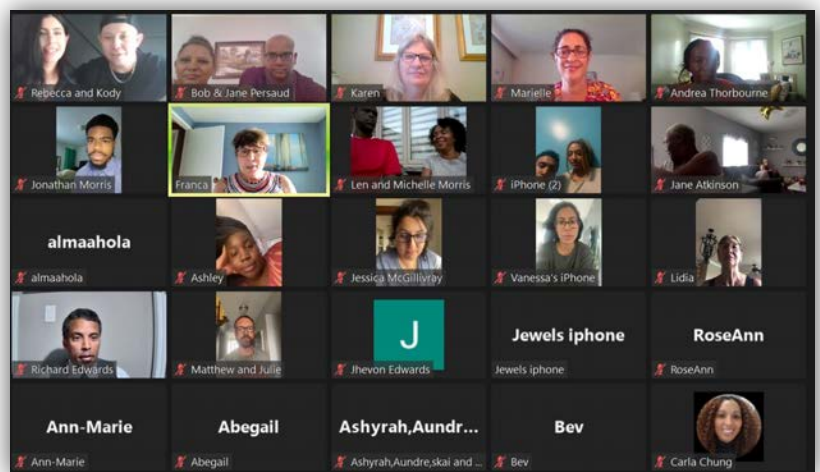 Rebecca and Kody
Bob & Jane Persaud
Karen
Marielle
Andrea Thorbourne
Jonathan Morris
Franca
Len and Michelle Morris
iPhone (2)
Jane Atkinson
almaahola
almaahola
Ashley
Jessica McGillivray
Vanessa's iPhone
Lidia
Richard Edwards
Matthew and Julie
J
Jhevon Edwards
Jewels iphone
Jewels iphone
RoseAnn
RoseAnn
Ann-Marie
Ann-Marie
Abegail
Abegail
Ashyrah,Aundr...
Ashyrah,Aundre,skai and ...
Bev
Bev
Carla Chung